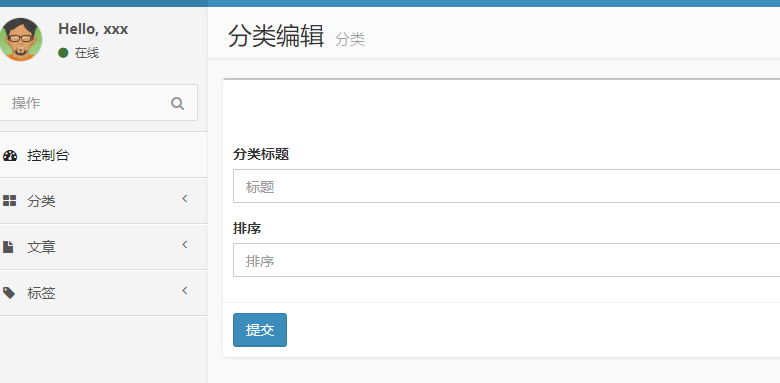 Hello, xxx
在线
操作
控制台
分类
文章
标签
分类编辑 分类
分类标题
标题
排序
排序
提交